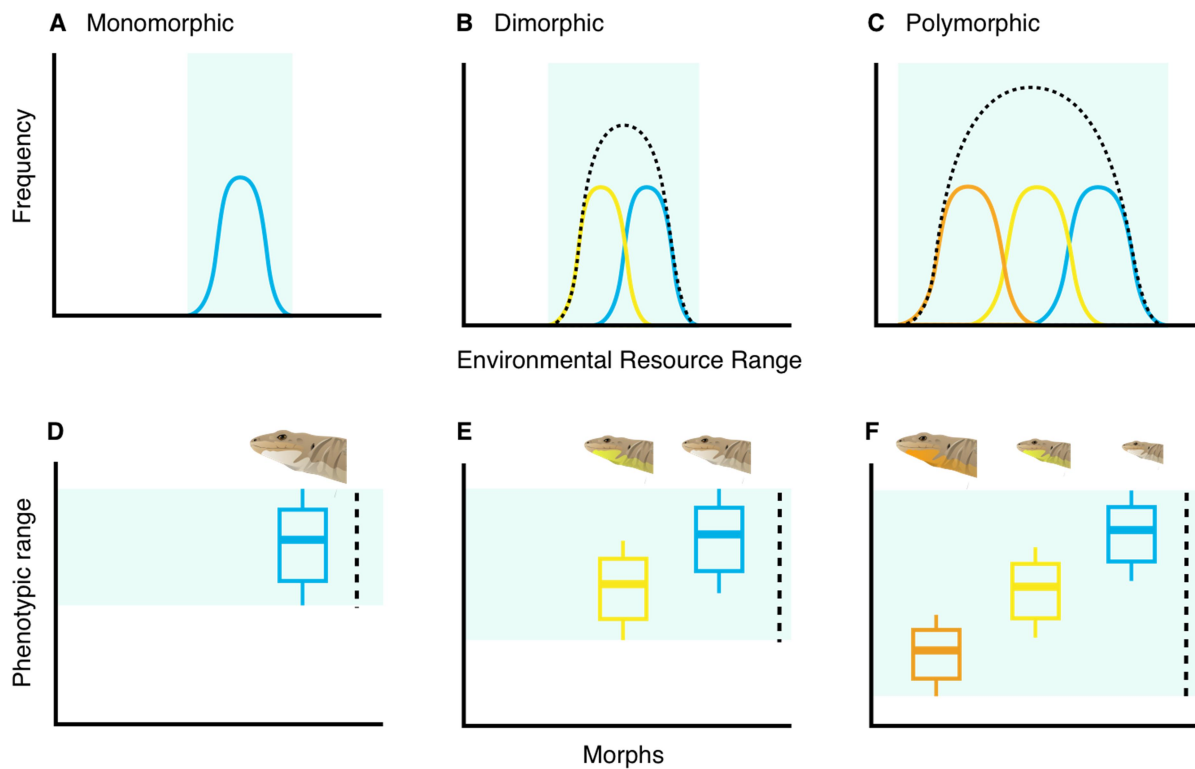 A Monomorphic
B Dimorphic
C Polymorphic
Frequency
Environmental Resource Range
D
E
F
Phenotypic range
Morphs